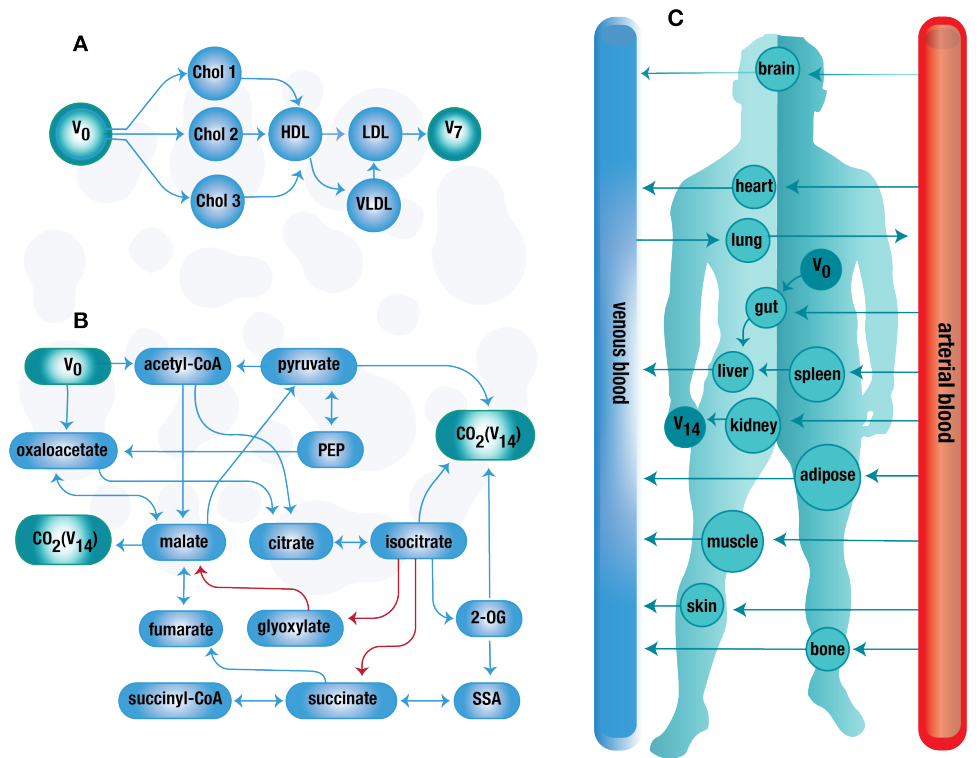 A
V0
Chol 1
Chol 2
Chol 3
HDL
LDL
VLDL
V7
B
V0
acetyl-CoA
pyruvate
oxaloacetate
PEP
CO2(V14)
CO2(V14)
malate
citrate
isocitrate
fumarate
glyoxylate
2-OG
succinyl-CoA
succinate
SSA
C
venous blood
arterial blood
brain
heart
lung
V0
gut
liver
spleen
V14
kidney
adipose
muscle
skin
bone